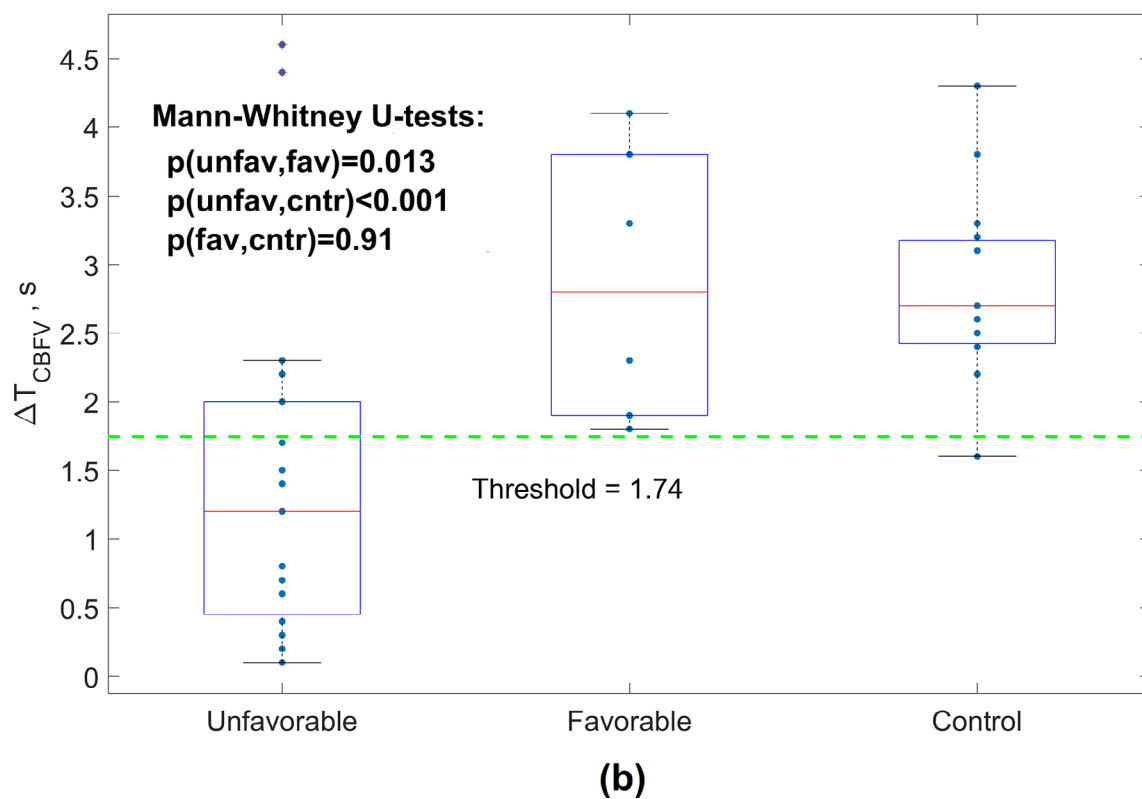 4.5
4
3.5
3
2.5
2
1.5
1
0.5
0
ΔT_CBFV , s
Mann-Whitney U-tests:
p(unfav,fav)=0.013
p(unfav,cntr)<0.001
p(fav,cntr)=0.91
Threshold = 1.74
Unfavorable Favorable Control
(b)